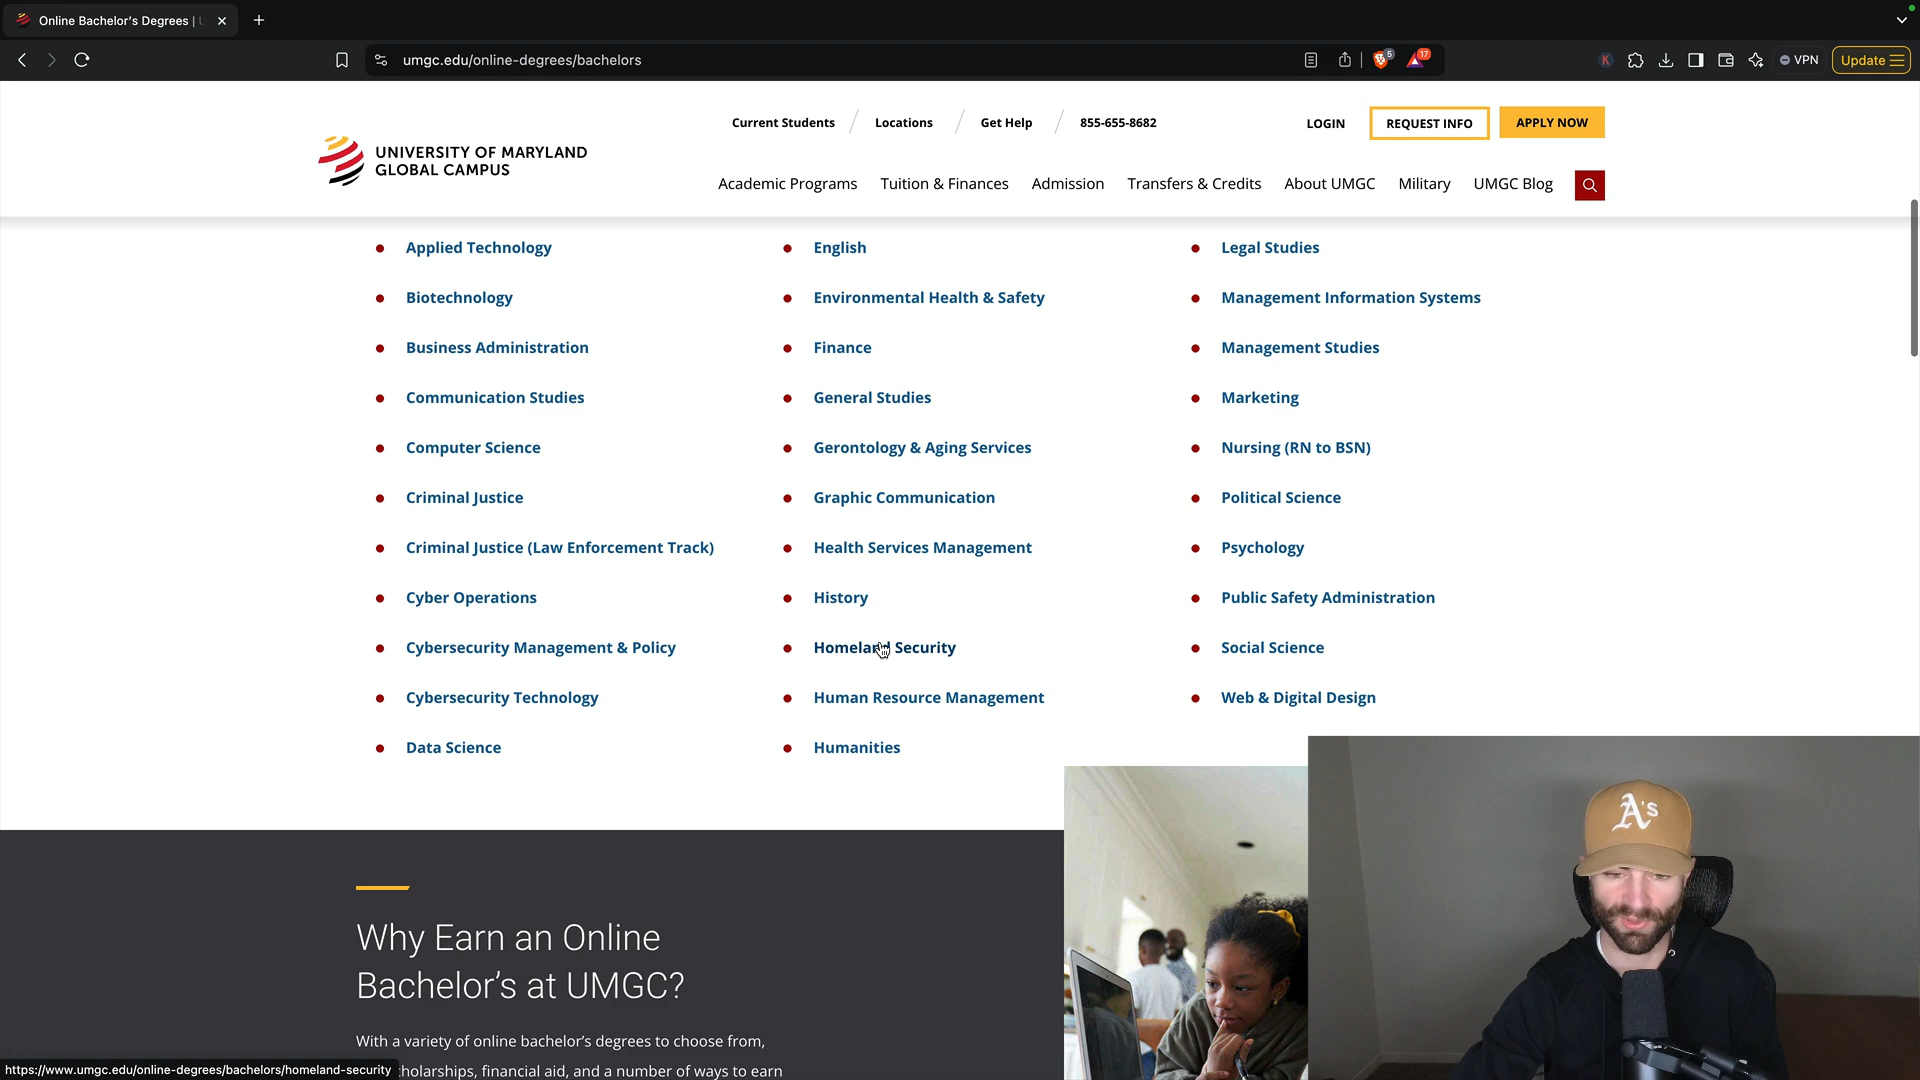 Online Bachelor's Degrees |
umgc.edu/online-degrees/bachelors
5
17
K
VPN
Update
Current Students
Locations
Get Help
855-655-8682
LOGIN
REQUEST INFO
APPLY NOW
UNIVERSITY OF MARYLAND
GLOBAL CAMPUS
Academic Programs
Tuition & Finances
Admission
Transfers & Credits
About UMGC
Military
UMGC Blog
Applied Technology
Biotechnology
Business Administration
Communication Studies
Computer Science
Criminal Justice
Criminal Justice (Law Enforcement Track)
Cyber Operations
Cybersecurity Management & Policy
Cybersecurity Technology
Data Science
English
Environmental Health & Safety
Finance
General Studies
Gerontology & Aging Services
Graphic Communication
Health Services Management
History
Homeland Security
Human Resource Management
Humanities
Legal Studies
Management Information Systems
Management Studies
Marketing
Nursing (RN to BSN)
Political Science
Psychology
Public Safety Administration
Social Science
Web & Digital Design
Why Earn an Online
Bachelor's at UMGC?
With a variety of online bachelor's degrees to choose from,
financial aid, and a number of ways to earn
https://www.umgc.edu/online-degrees/bachelors/homeland-security
A's